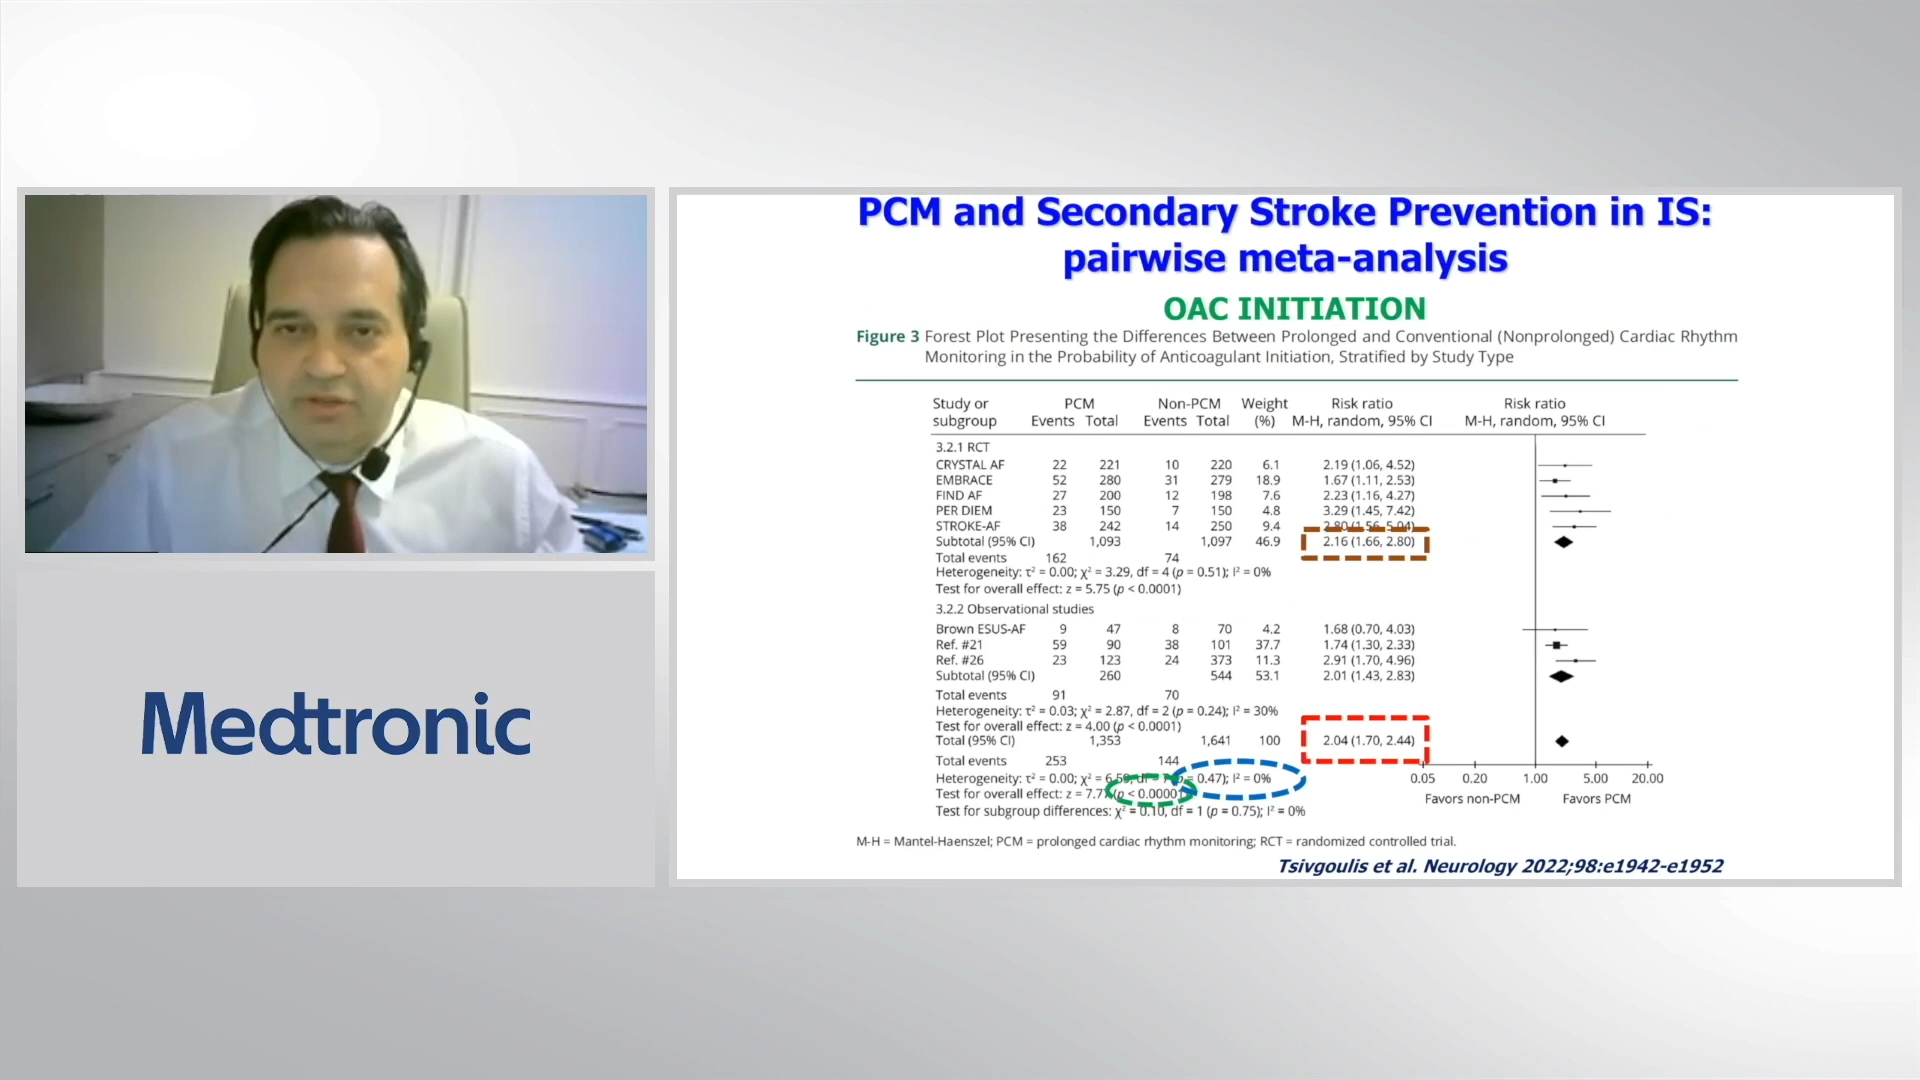 Medtronic
PCM and Secondary Stroke Prevention in IS:
pairwise meta-analysis
OAC INITIATION
Figure 3 Forest Plot Presenting the Differences Between Prolonged and Conventional (Nonprolonged) Cardiac Rhythm
Monitoring in the Probability of Anticoagulant Initiation, Stratified by Study Type
Study or PCM Non-PCM Weight Risk ratio Risk ratio
subgroup Events Total Events Total (%) M-H, random, 95% CI M-H, random, 95% CI
3.2.1 RCT
CRYSTAL AF 22 221 10 220 6.1 2.19 (1.06, 4.52)
EMBRACE 52 280 31 279 18.9 1.67 (1.11, 2.53)
FIND AF 27 200 12 198 7.6 2.23 (1.16, 4.27)
PER DIEM 23 150 7 150 4.8 3.29 (1.45, 7.42)
STROKE-AF 38 242 14 250 9.4 2.80 (1.56, 5.04)
Subtotal (95% CI) 1,093 1,097 46.9 2.16 (1.66, 2.80)
Total events 162 74
Heterogeneity: τ² = 0.00; χ² = 3.29, df = 4 (p = 0.51); I² = 0%
Test for overall effect: z = 5.75 (p < 0.0001)
3.2.2 Observational studies
Brown ESUS-AF 9 47 8 70 4.2 1.68 (0.70, 4.03)
Ref. #21 59 90 38 101 37.7 1.74 (1.30, 2.33)
Ref. #26 23 123 24 373 11.3 2.91 (1.70, 4.96)
Subtotal (95% CI) 260 544 53.1 2.01 (1.43, 2.83)
Total events 91 70
Heterogeneity: τ² = 0.03; χ² = 2.87, df = 2 (p = 0.24); I² = 30%
Test for overall effect: z = 4.00 (p < 0.0001)
Total (95% CI) 1,353 1,641 100 2.04 (1.70, 2.44)
Total events 253 144
Heterogeneity: τ² = 0.00; χ² = 6.59, df = 7 (p = 0.47); I² = 0%
Test for overall effect: z = 7.77 (p < 0.00001)
Test for subgroup differences: χ² = 0.10, df = 1 (p = 0.75); I² = 0%
0.05 0.20 1.00 5.00 20.00
Favors non-PCM Favors PCM
M-H = Mantel-Haenszel; PCM = prolonged cardiac rhythm monitoring; RCT = randomized controlled trial.
Tsivgoulis et al. Neurology 2022;98:e1942-e1952